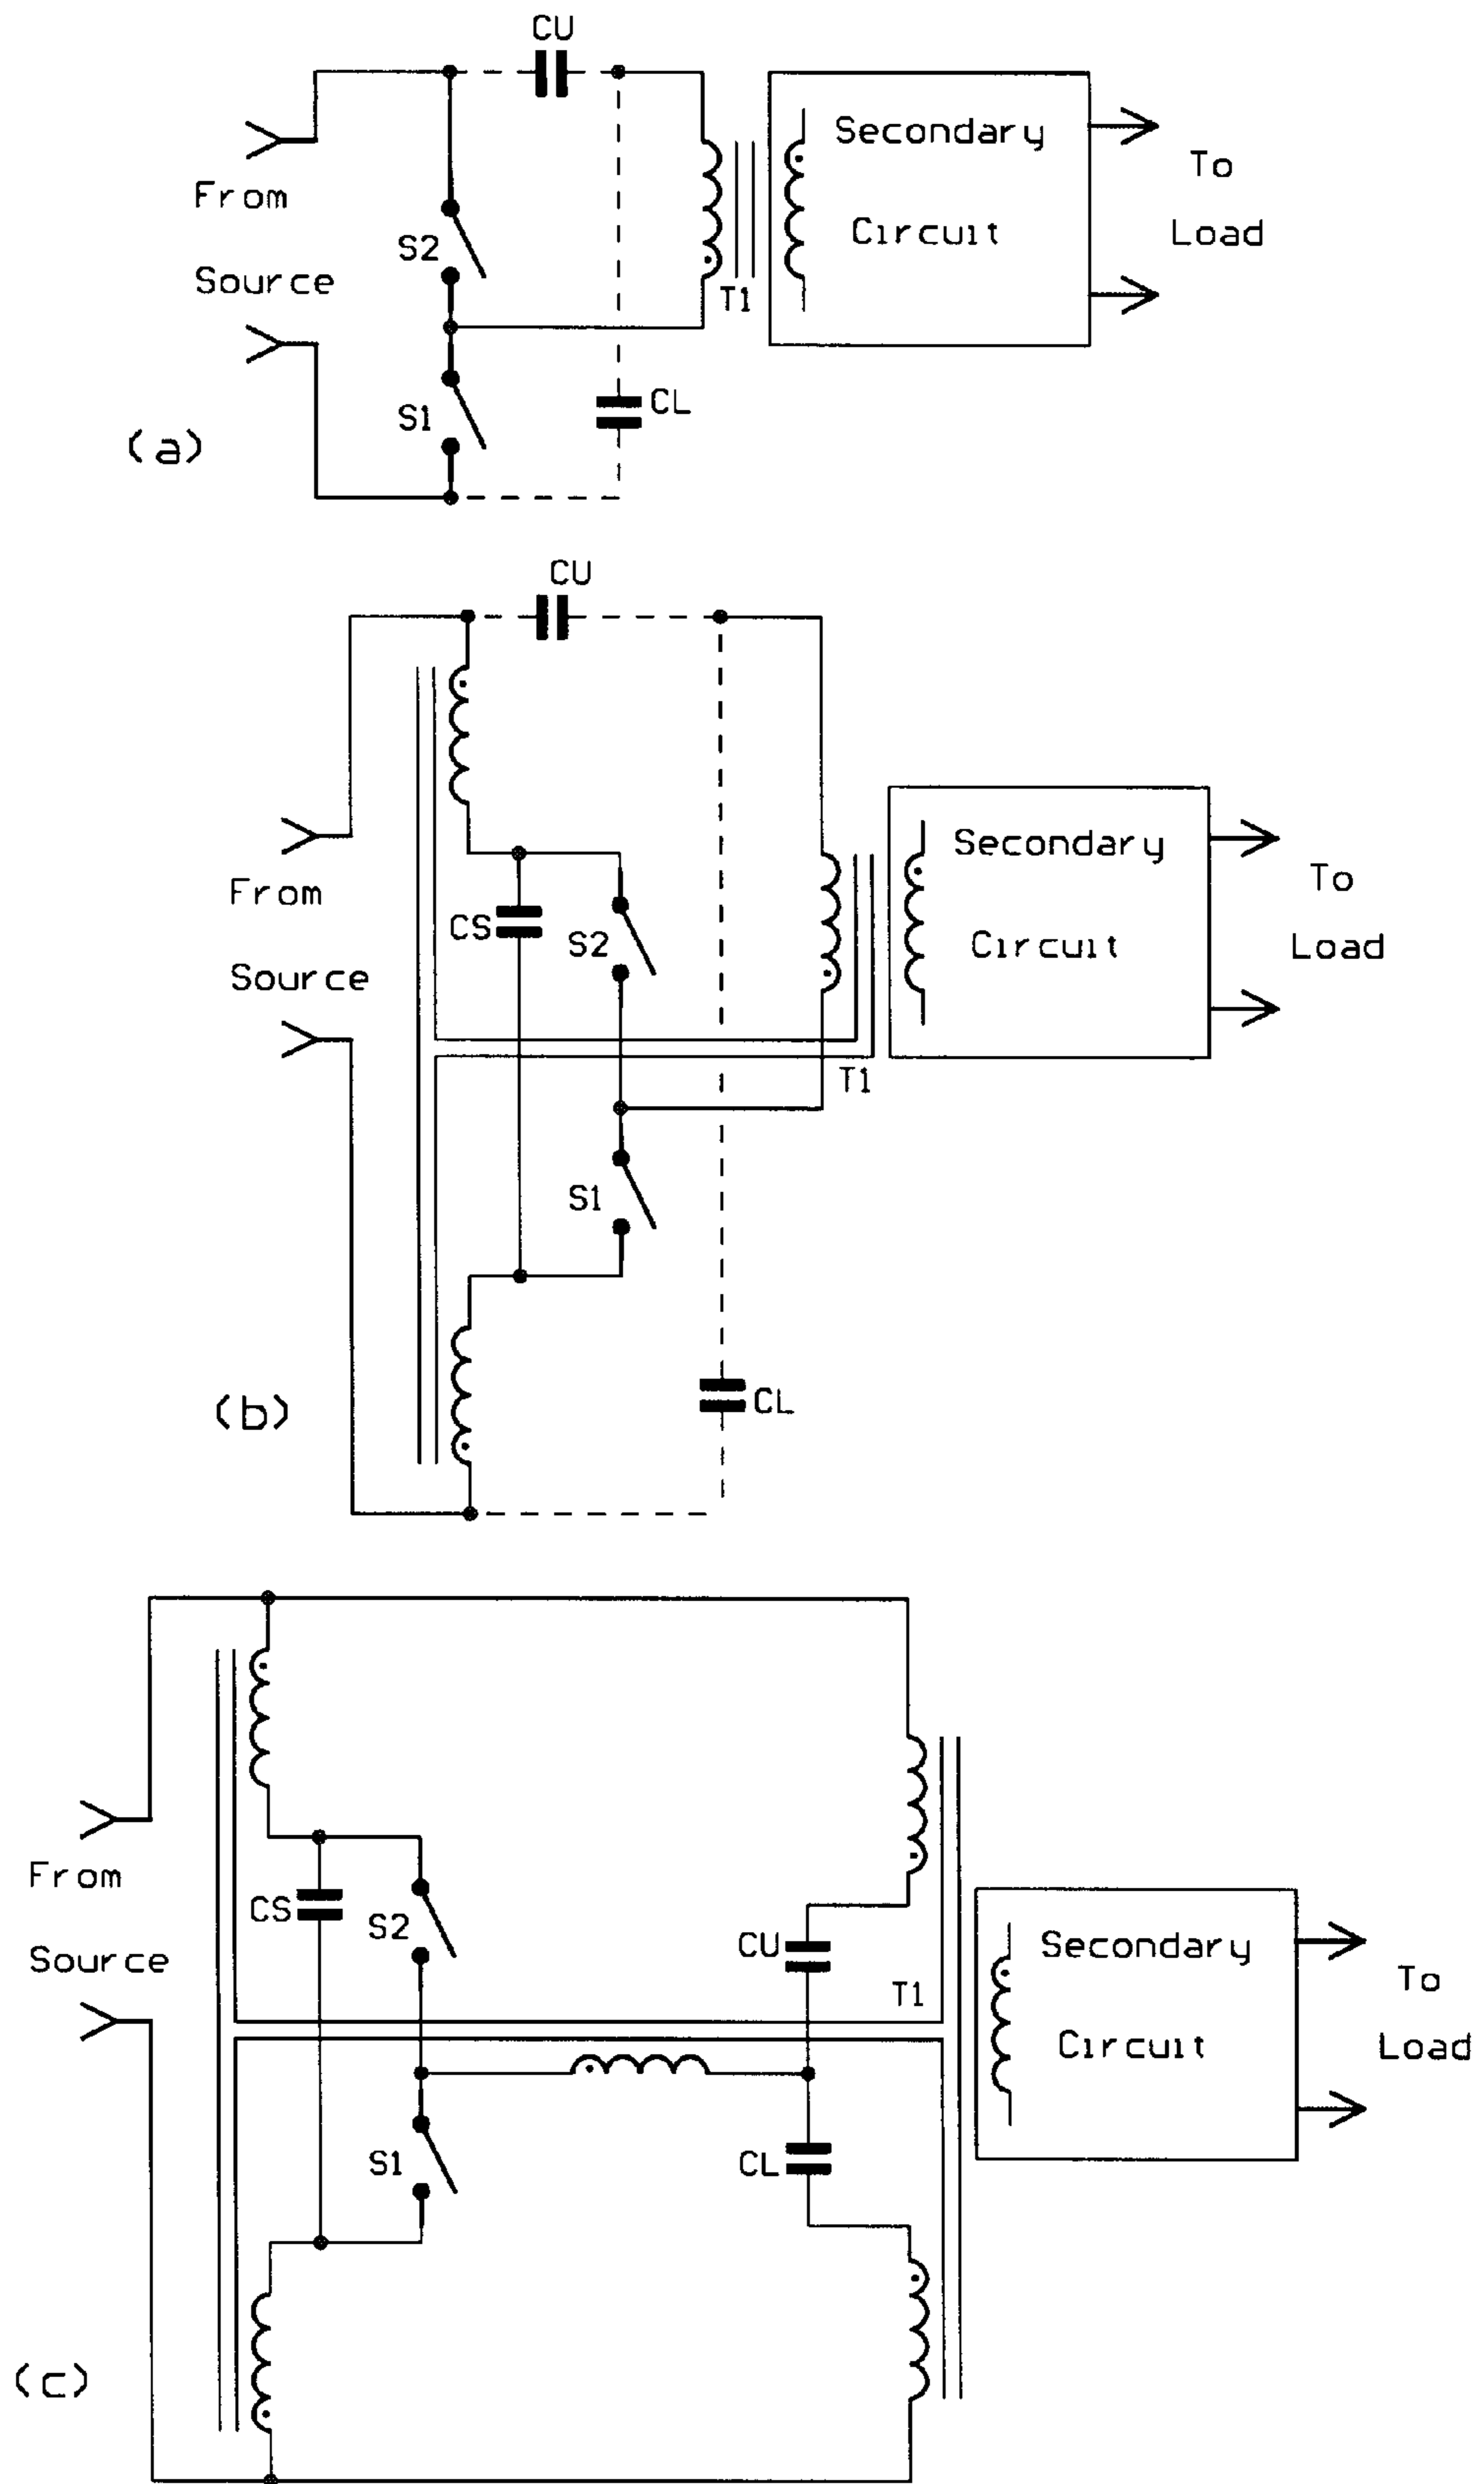 CU
Secondary
To
From
S2
Circuit
Load
Source
T1
S1
CL
(a)
CU
Secondary
To
From
CS
S2
Circuit
Load
Source
T1
S1
CL
(b)
From
CS
S2
CU
Secondary
To
Source
T1
Circuit
Load
S1
CL
(c)